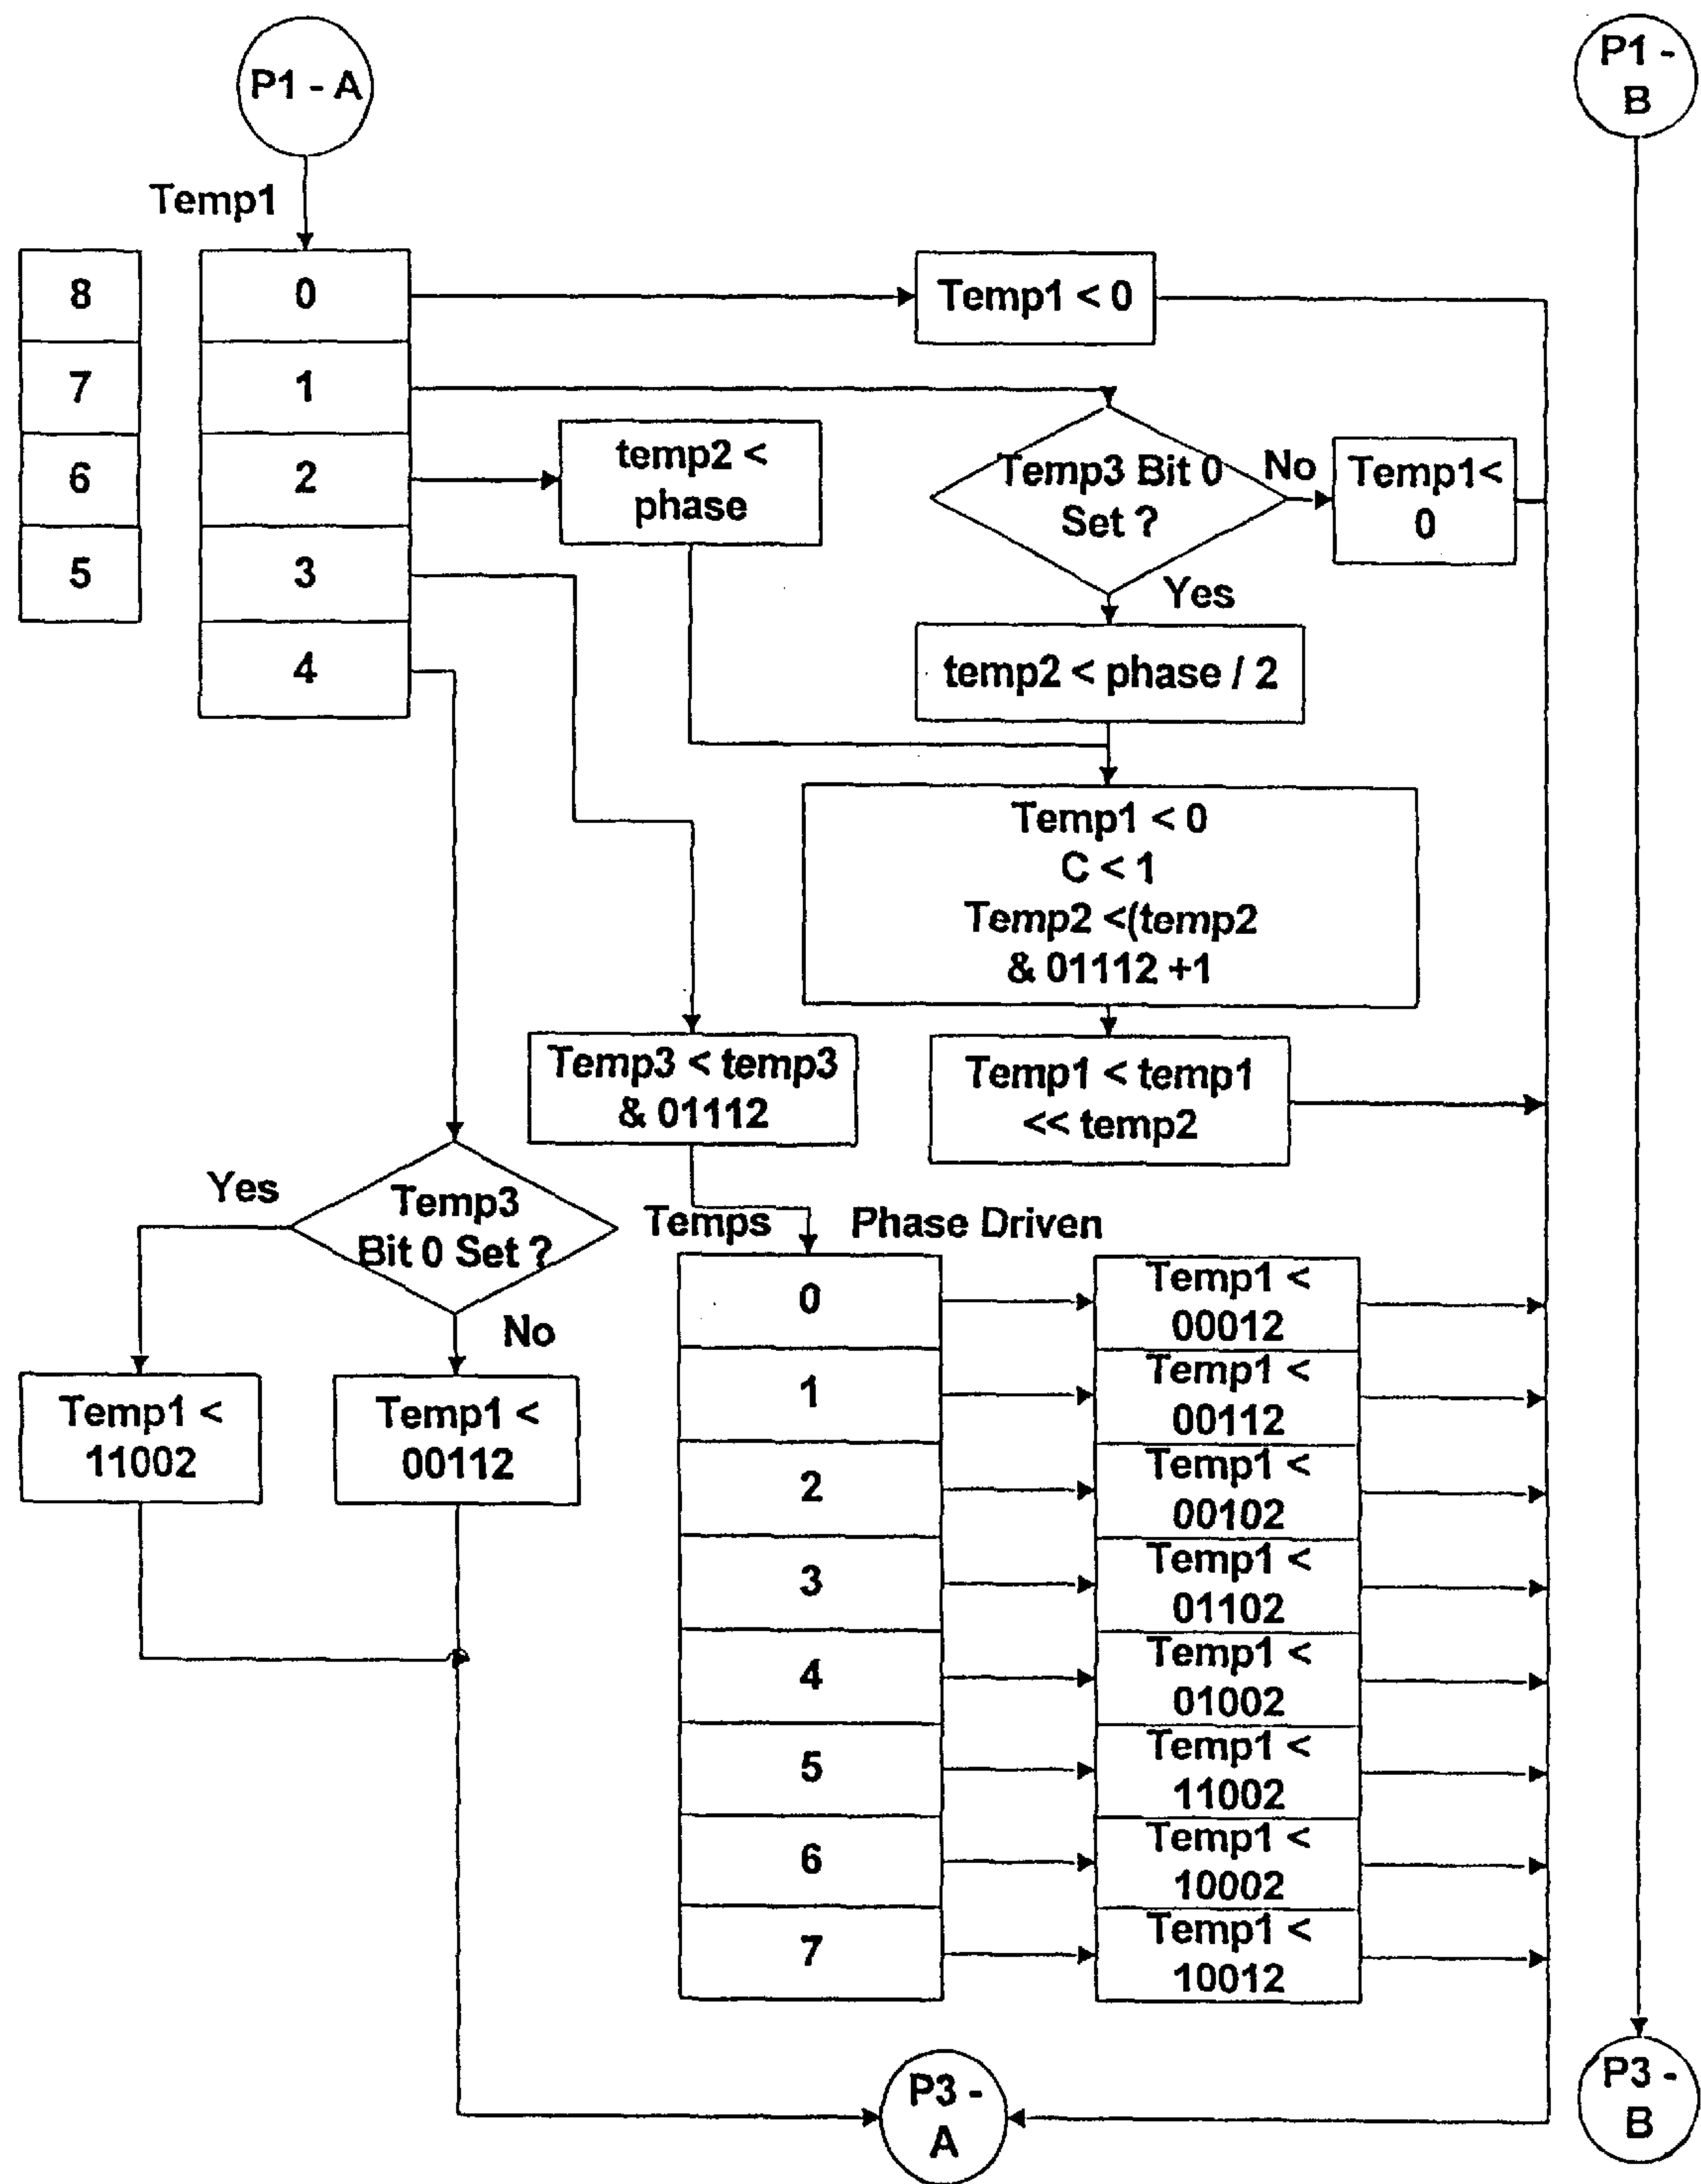 P1 - A
P1 -
B
Temp1
8
7
6
5
0
1
2
3
4
Temp1 < 0
temp2 <
phase
Temp3 Bit 0
Set ?
No
Temp1<
0
Yes
temp2 < phase / 2
Temp1 < 0
C < 1
Temp2 <(temp2
& 01112 +1
Temp1 < temp1
<< temp2
Temp3 < temp3
& 01112
Yes
Temp3
Bit 0 Set ?
No
Temp1 <
11002
Temp1 <
00112
Temps
Phase Driven
0
Temp1 <
00012
1
Temp1 <
00112
2
Temp1 <
00102
3
Temp1 <
01102
4
Temp1 <
01002
5
Temp1 <
11002
6
Temp1 <
10002
7
Temp1 <
10012
P3 -
A
P3 -
B